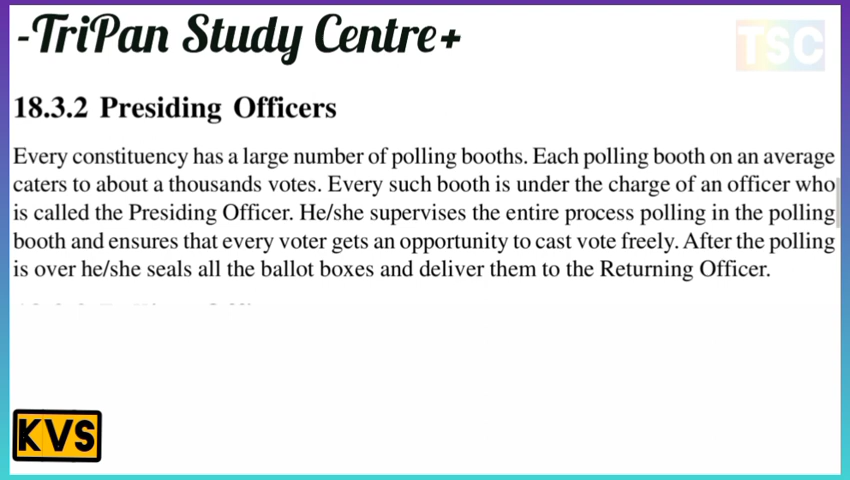 -TriPan Study Centre+
TSC
18.3.2 Presiding Officers
Every constituency has a large number of polling booths. Each polling booth on an average
caters to about a thousands votes. Every such booth is under the charge of an officer who
is called the Presiding Officer. He/she supervises the entire process polling in the polling
booth and ensures that every voter gets an opportunity to cast vote freely. After the polling
is over he/she seals all the ballot boxes and deliver them to the Returning Officer.
KVS